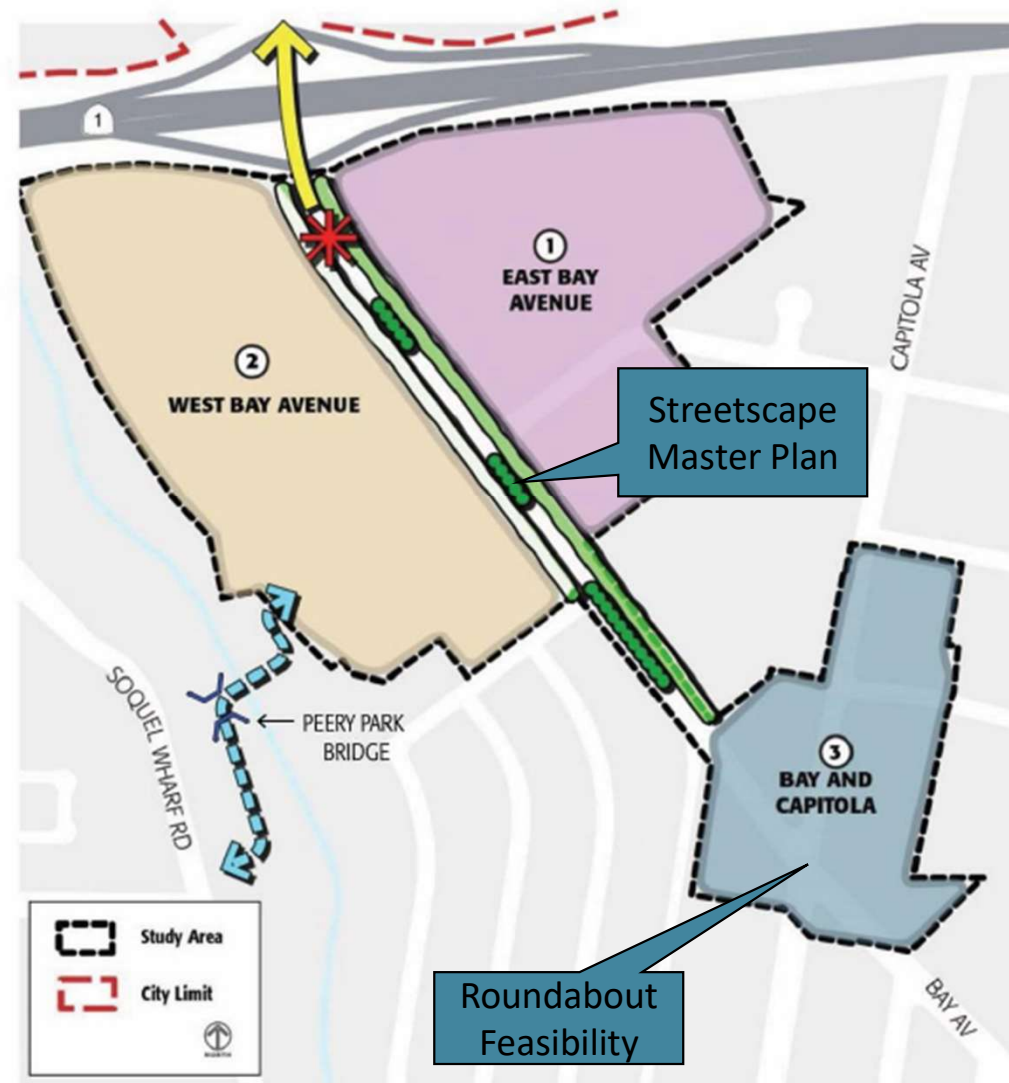 1
1
EAST BAY
AVENUE
CAPITOLA AV
2
WEST BAY AVENUE
Streetscape
Master Plan
SOQUEL WHARF RD
PEERY PARK
BRIDGE
3
BAY AND
CAPITOLA
Study Area
City Limit
NORTH
Roundabout
Feasibility
BAY AV